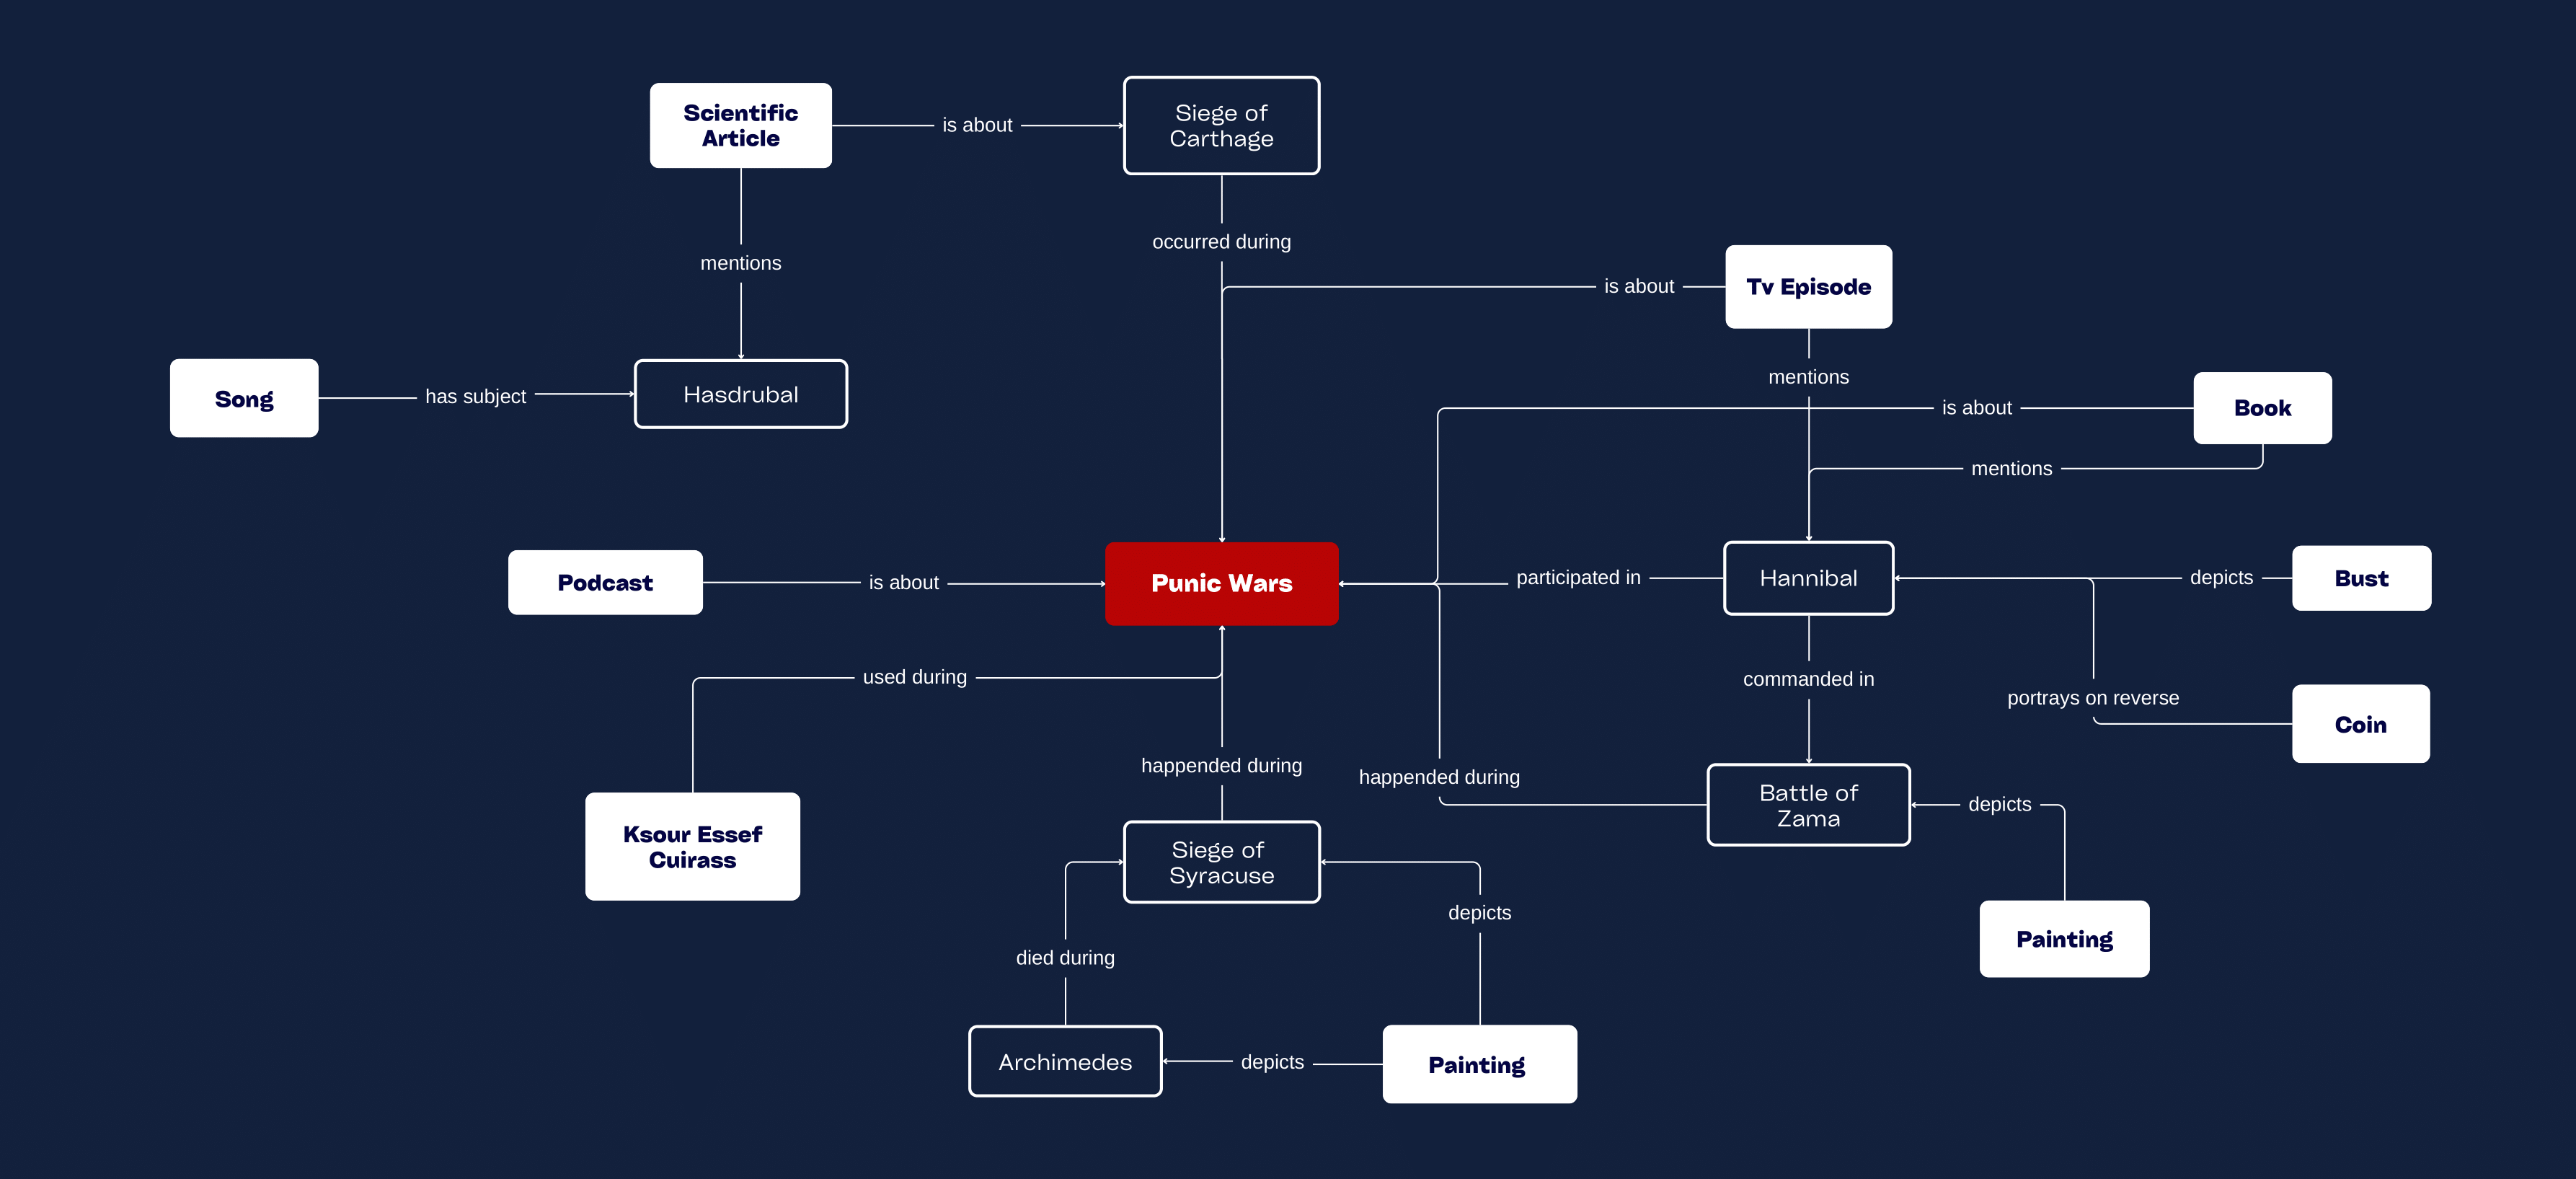 Scientific
Article
is about
Siege of
Carthage
occurred during
mentions
is about
Tv Episode
mentions
Song
has subject
Hasdrubal
is about
Book
mentions
Podcast
is about
Punic Wars
participated in
Hannibal
depicts
Bust
used during
commanded in
portrays on reverse
Coin
happened during
happened during
Battle of
Zama
depicts
Ksour Essef
Cuirass
Siege of
Syracuse
depicts
Painting
died during
Archimedes
depicts
Painting